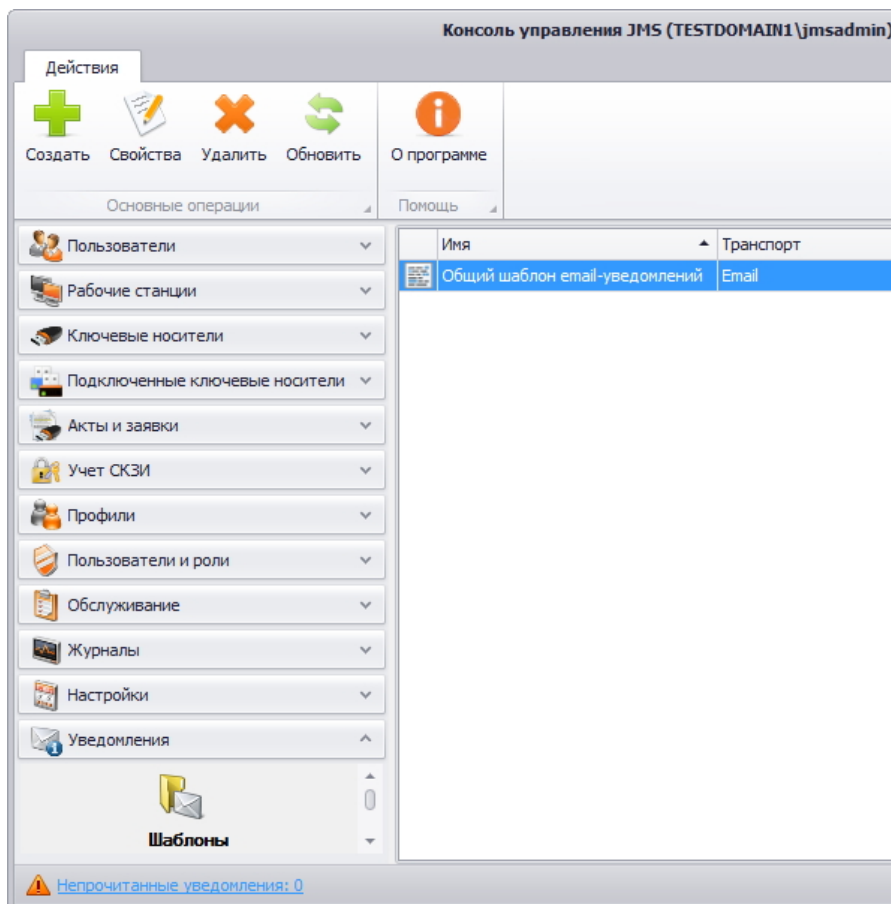 Консоль управления JMS (TESTDOMAIN1\jmsadmin)
Действия
Создать Свойства Удалить Обновить О программе
Основные операции Помощь
Пользователи
Рабочие станции
Ключевые носители
Подключенные ключевые носители
Акты и заявки
Учет СКЗИ
Профили
Пользователи и роли
Обслуживание
Журналы
Настройки
Уведомления
Шаблоны
Имя Транспорт
Общий шаблон email-уведомлений Email
Непрочитанные уведомления: 0